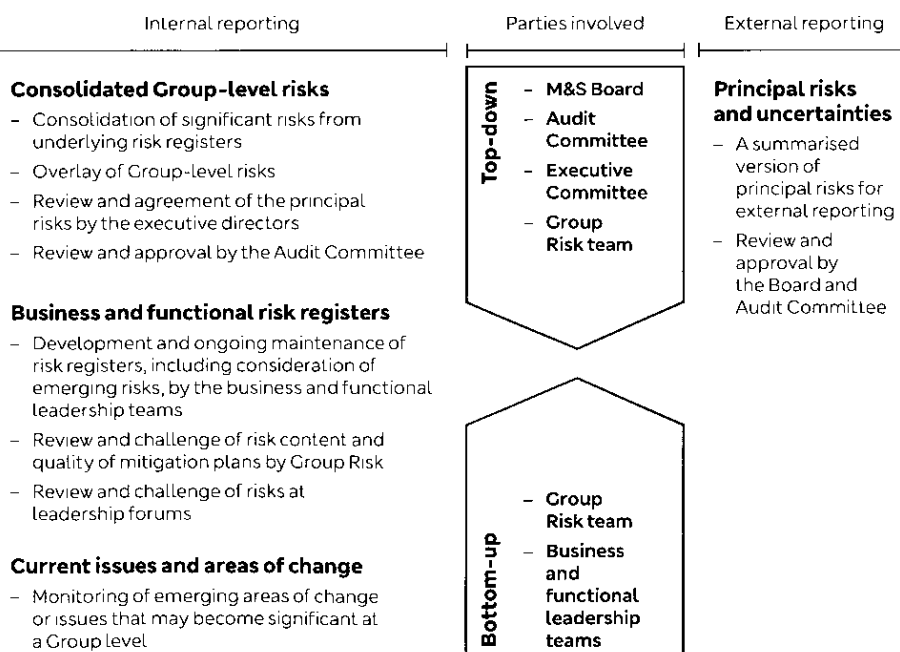 Internal reporting
Parties involved
External reporting
Consolidated Group-level risks
– Consolidation of significant risks from
underlying risk registers
– Overlay of Group-level risks
– Review and agreement of the principal
risks by the executive directors
– Review and approval by the Audit Committee
Business and functional risk registers
– Development and ongoing maintenance of
risk registers, including consideration of
emerging risks, by the business and functional
leadership teams
– Review and challenge of risk content and
quality of mitigation plans by Group Risk
– Review and challenge of risks at
leadership forums
Current issues and areas of change
– Monitoring of emerging areas of change
or issues that may become significant at
a Group level
Top-down
– M&S Board
– Audit
Committee
– Executive
Committee
– Group
Risk team
Bottom-up
– Group
Risk team
– Business
and
functional
leadership
teams
Principal risks
and uncertainties
– A summarised
version of
principal risks for
external reporting
– Review and
approval by
the Board and
Audit Committee